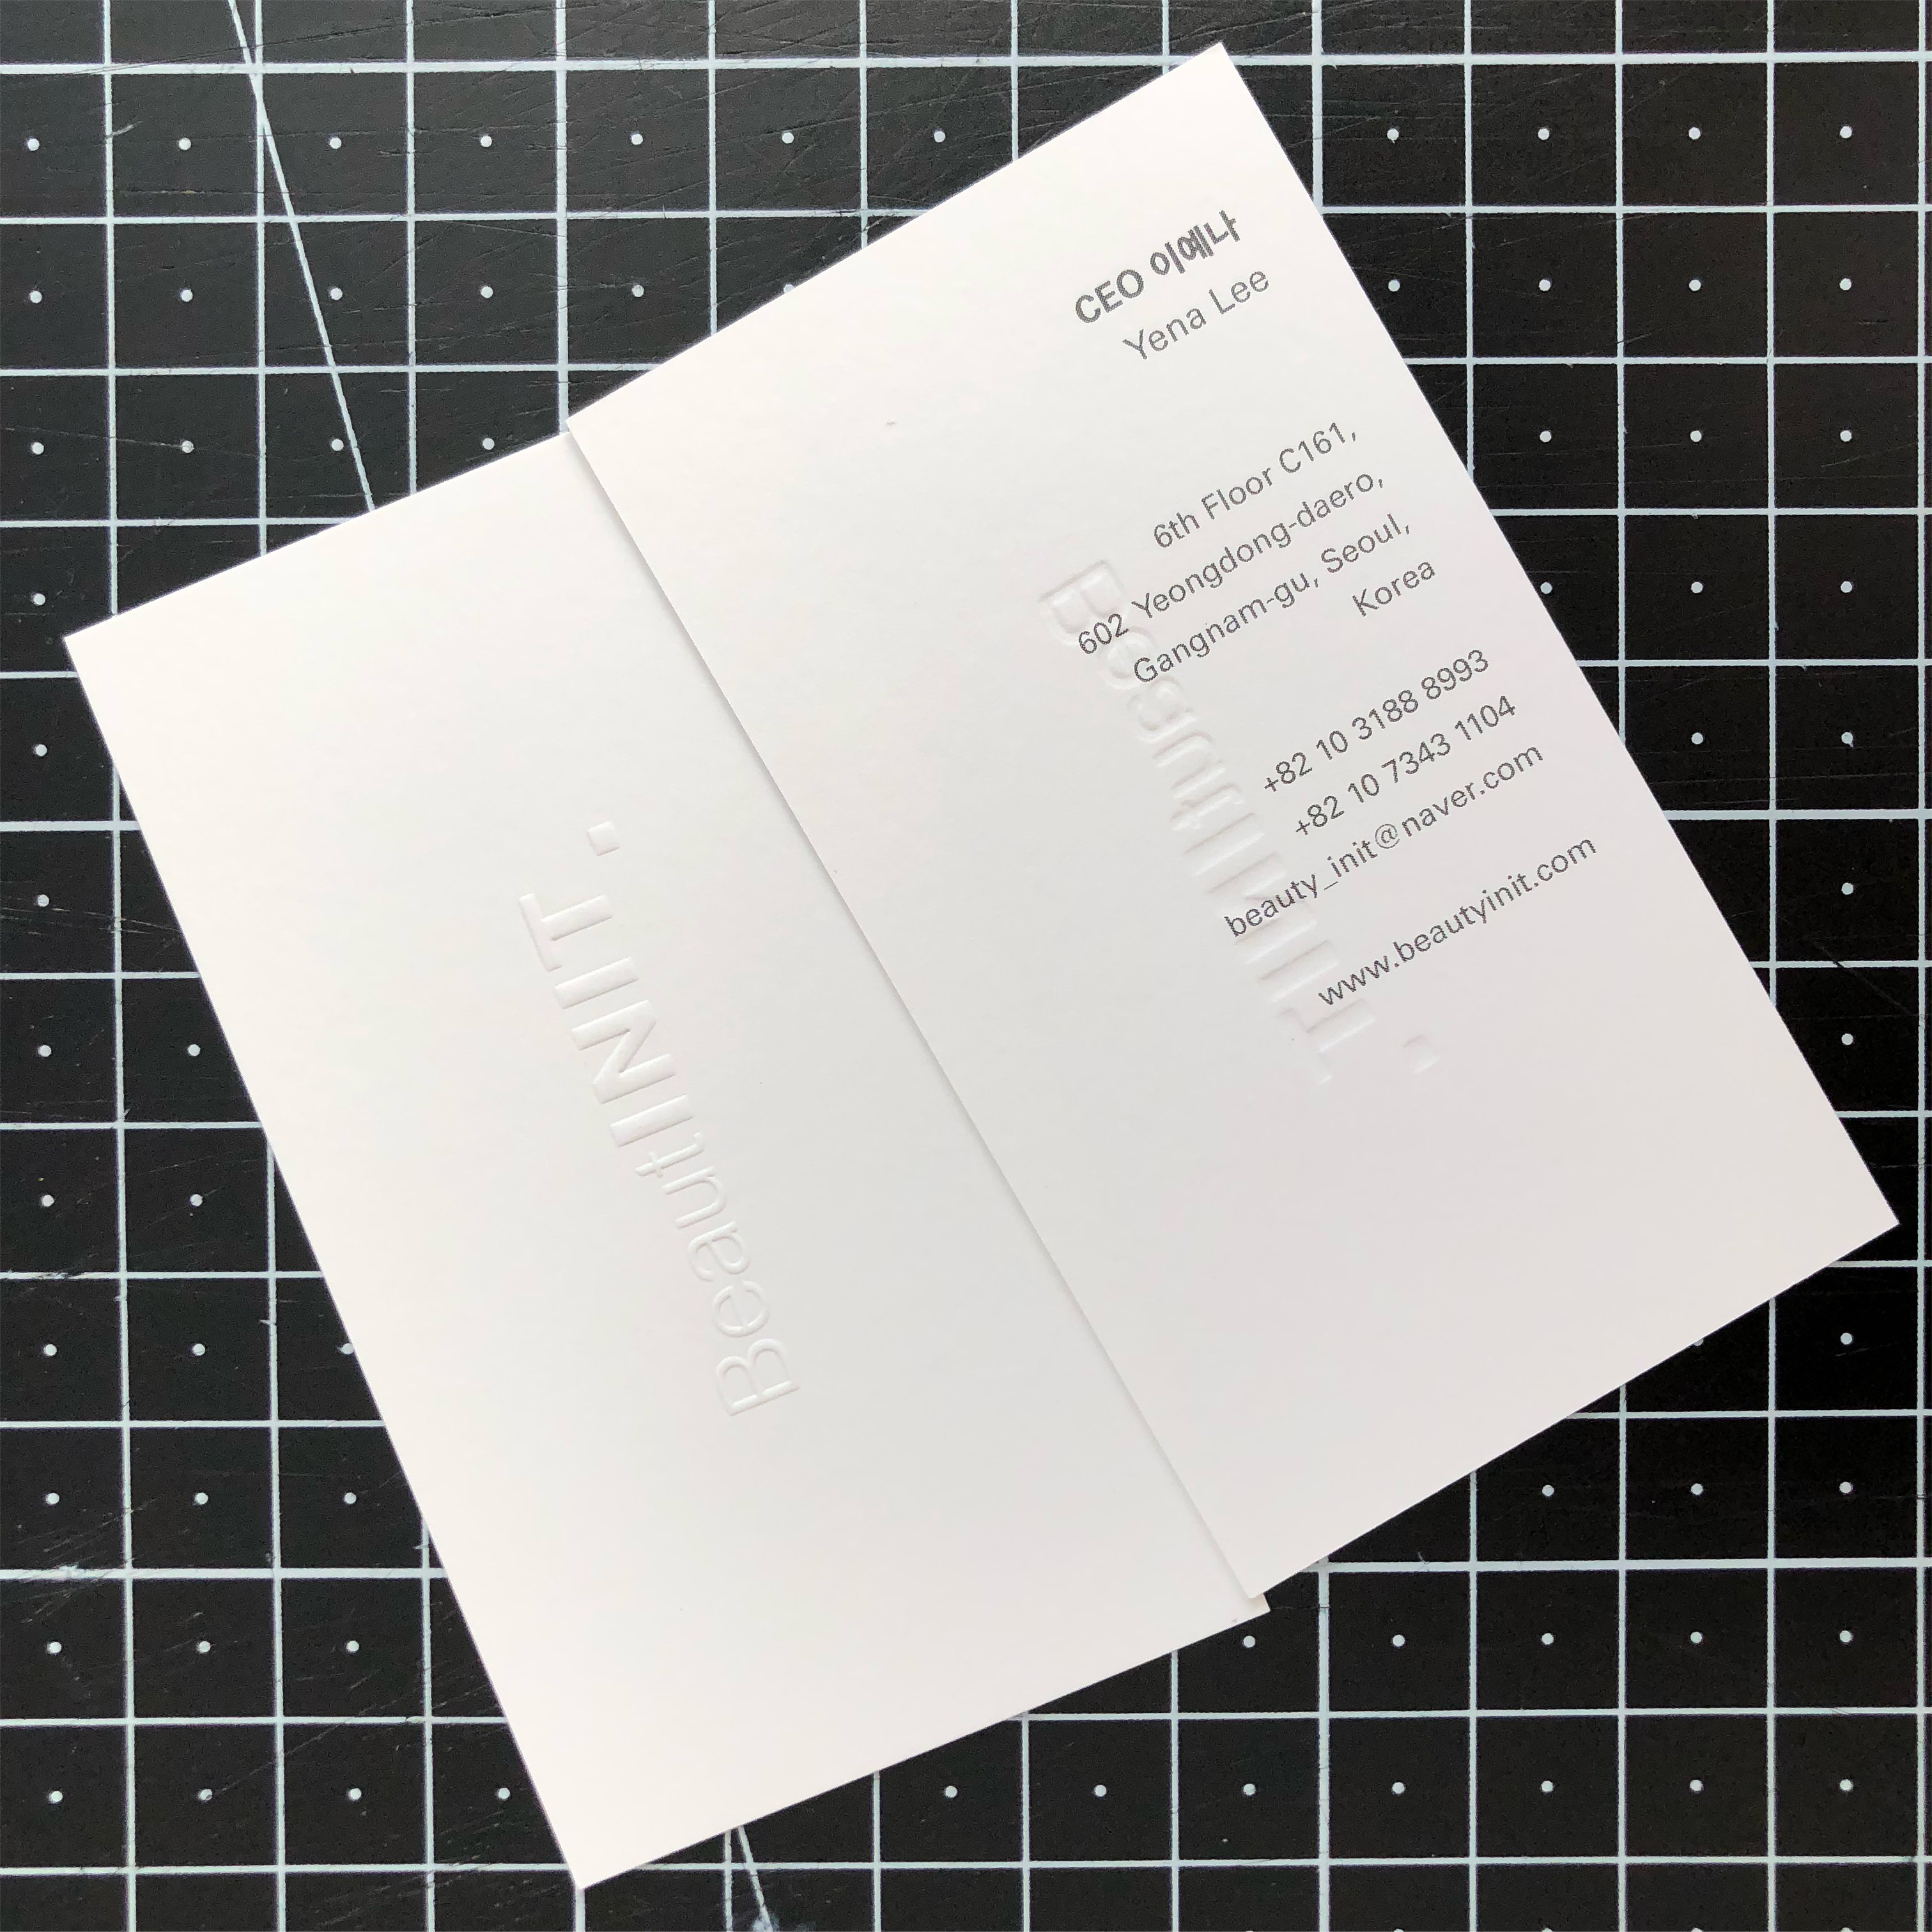 BeautINIT.
CEO 이예나
Yena Lee
6th Floor C161,
602 Yeongdong-daero,
Gangnam-gu, Seoul,
Korea
+82 10 3188 8993
+82 10 7343 1104
beauty_init@naver.com
www.beautyinit.com
BeautINIT.